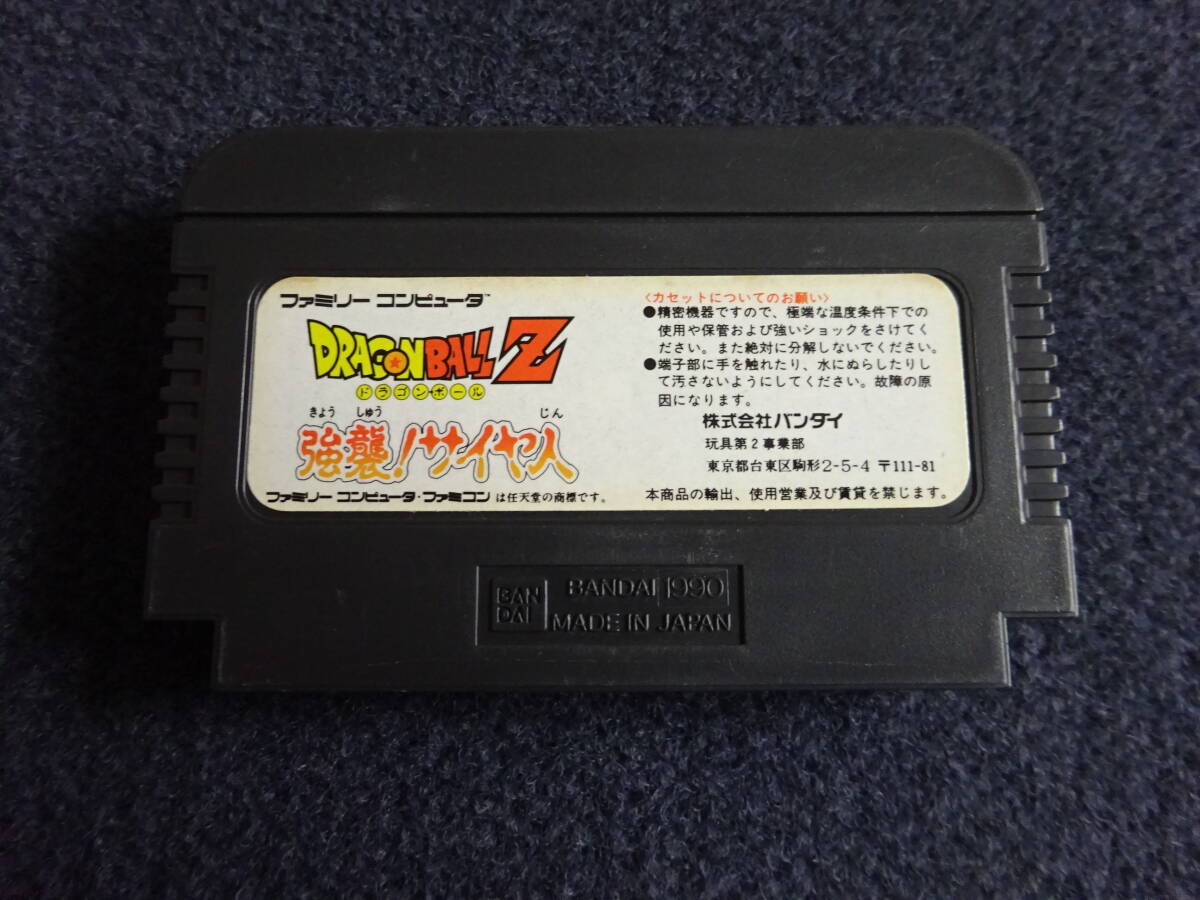 ファミリー コンピュータ™
DRAGON BALL Z
ドラゴンボール
きょう しゅう じん
強襲!サイヤ人
ファミリー コンピュータ・ファミコン は任天堂の商標です。
〈カセットについてのお願い〉
●精密機器ですので、極端な温度条件下での
使用や保管および強いショックをさけてく
ださい。また絶対に分解しないでください。
●端子部に手を触れたり、水にぬらしたりし
て汚さないようにしてください。故障の原
因になります。
株式会社バンダイ
玩具第2事業部
東京都台東区駒形2-5-4 〒111-81
本商品の輸出、使用営業及び賃貸を禁じます。
BAN
DAI
BANDAI 1990
MADE IN JAPAN